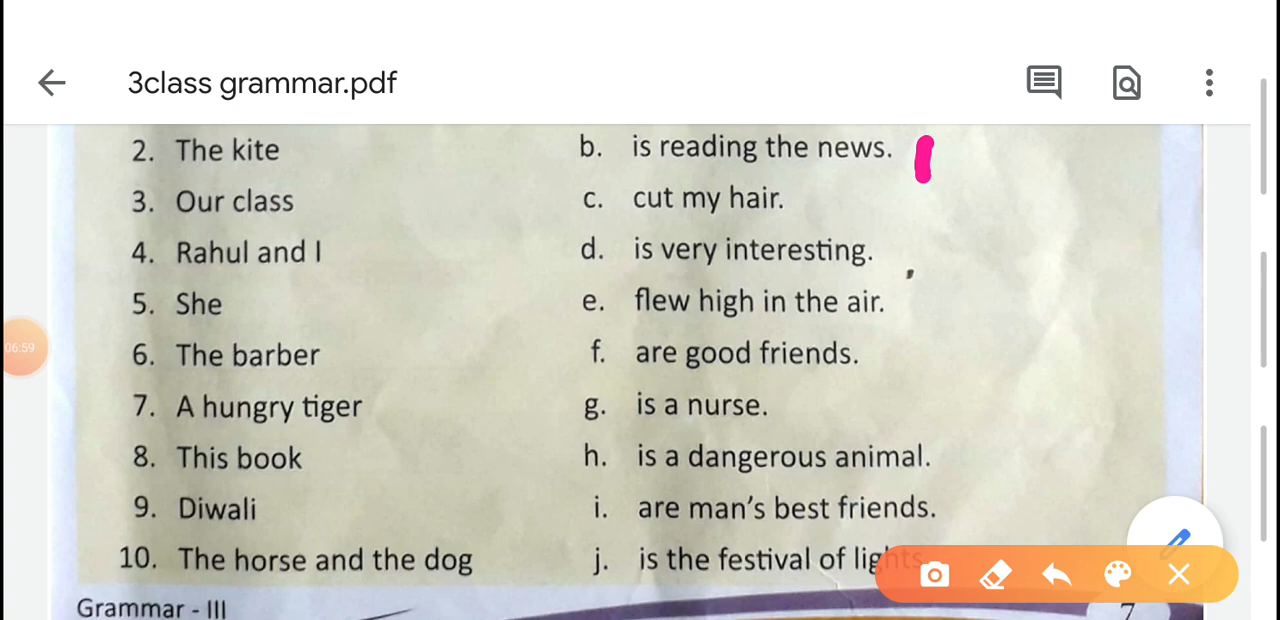 3class grammar.pdf
2. The kite b. is reading the news.
3. Our class c. cut my hair.
4. Rahul and I d. is very interesting.
06:59
5. She e. flew high in the air.
6. The barber f. are good friends.
7. A hungry tiger g. is a nurse.
8. This book h. is a dangerous animal.
9. Diwali i. are man's best friends.
10. The horse and the dog j. is the festival of lights.
Grammar - III 7